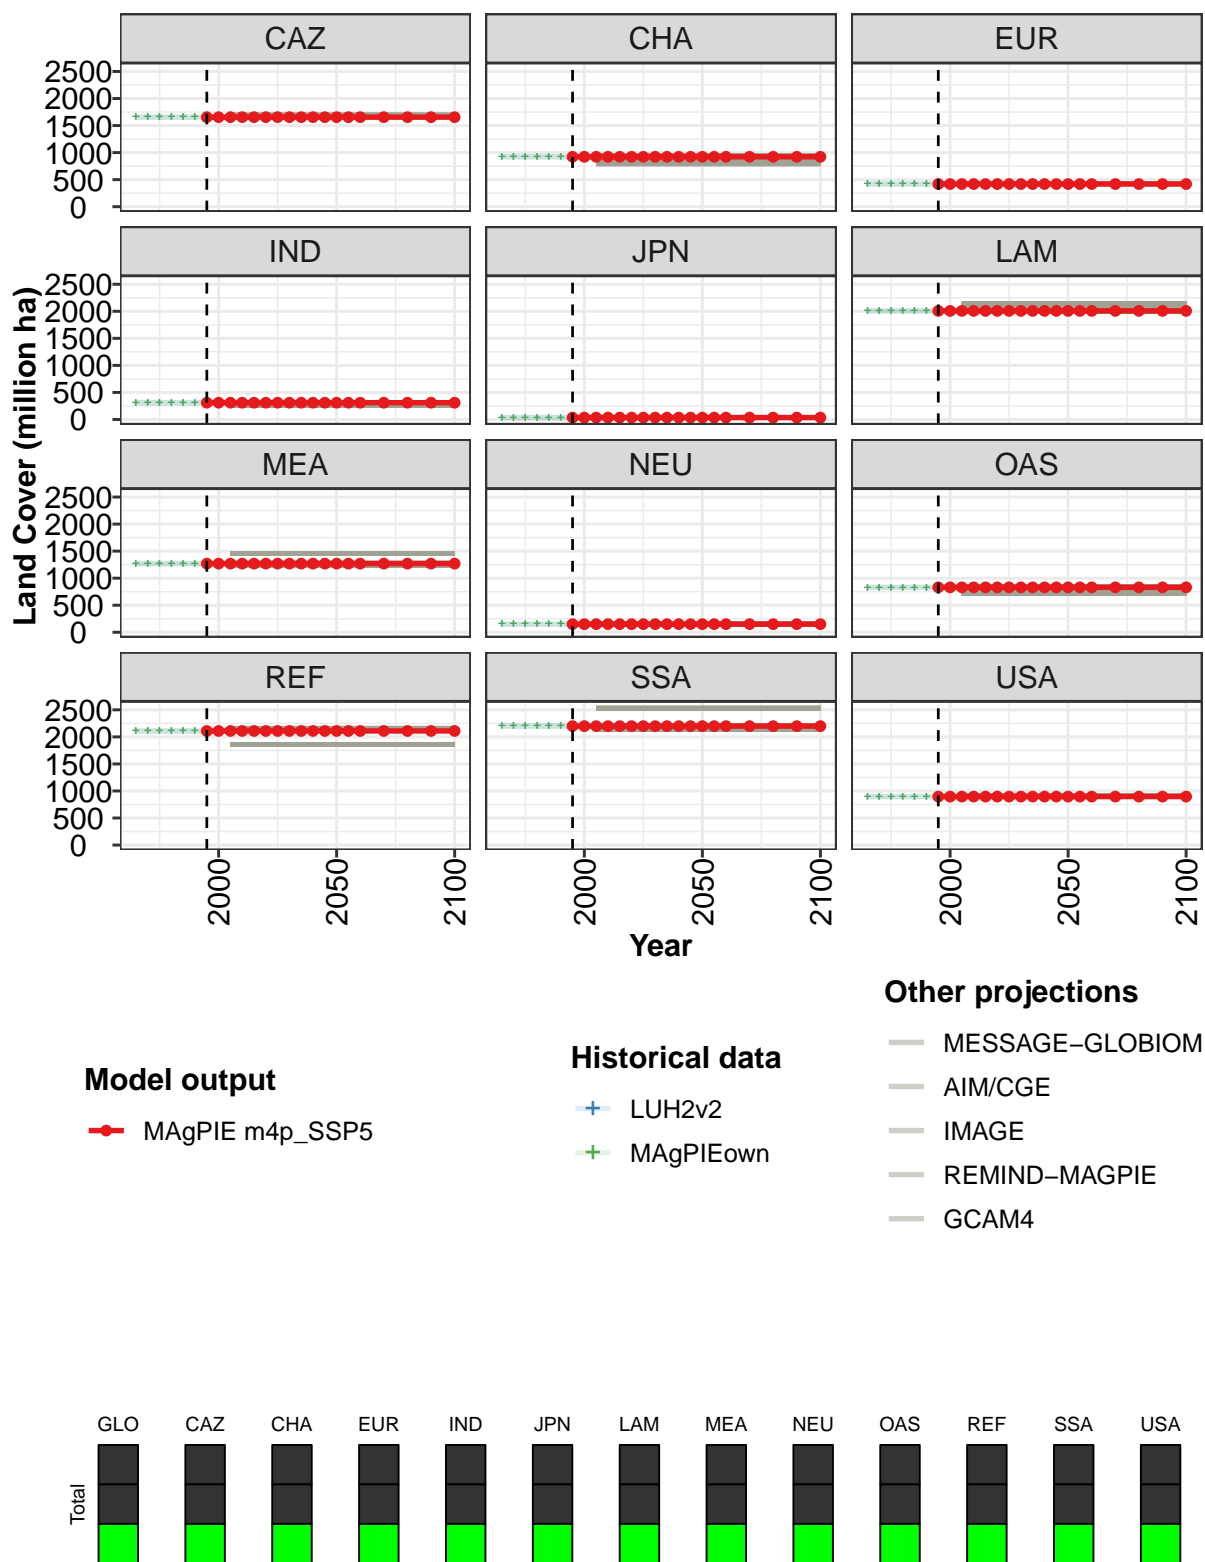 CAZ CHA EUR
2500
2000
1500
1000
500
0
IND JPN LAM
2500
2000
1500
1000
500
0
Land Cover (million ha)
MEA NEU OAS
2500
2000
1500
1000
500
0
REF SSA USA
2500
2000
1500
1000
500
0
2000 2050 2100 2000 2050 2100 2000 2050 2100
Year
Model output
MAgPIE m4p_SSP5
Historical data
LUH2v2
MAgPIEown
Other projections
MESSAGE−GLOBIOM
AIM/CGE
IMAGE
REMIND−MAGPIE
GCAM4
GLO CAZ CHA EUR IND JPN LAM MEA NEU OAS REF SSA USA
Total